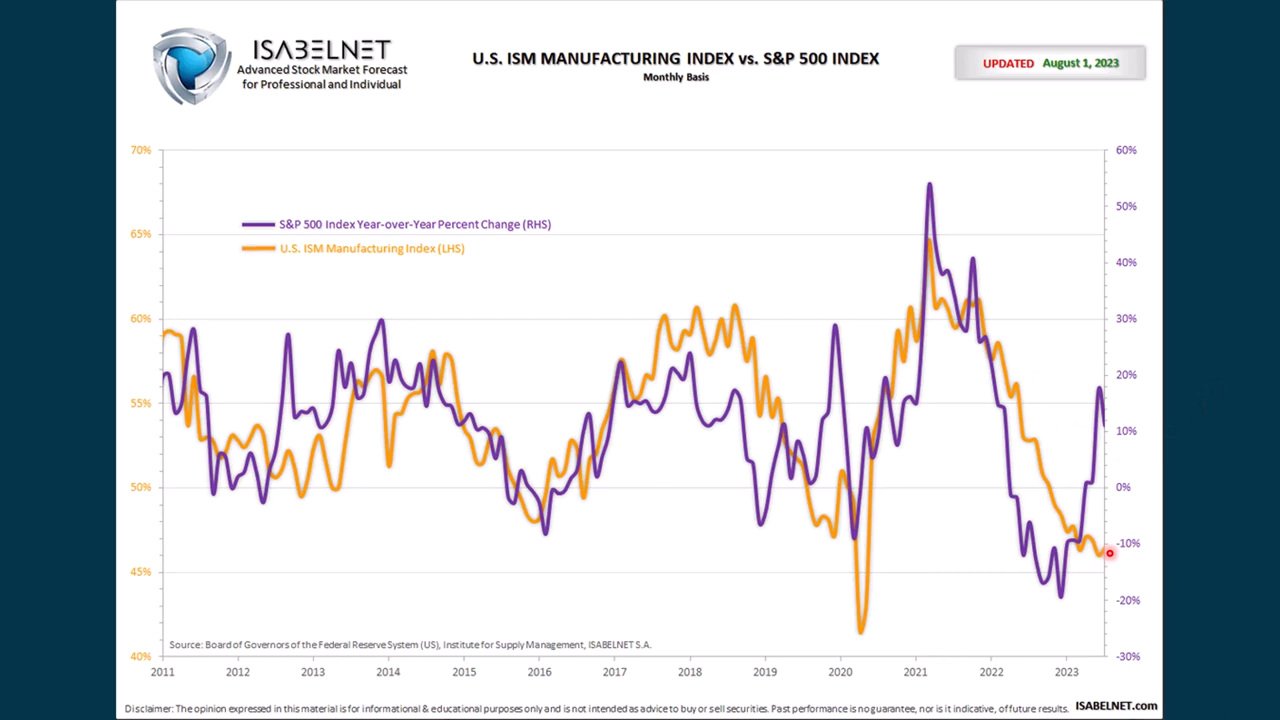 ISABELNET
Advanced Stock Market Forecast
for Professional and Individual
U.S. ISM MANUFACTURING INDEX vs. S&P 500 INDEX
Monthly Basis
UPDATED August 1, 2023
70% 60%
50%
65%
40%
60% 30%
20%
55%
10%
50% 0%
-10%
45%
-20%
40% -30%
S&P 500 Index Year-over-Year Percent Change (RHS)
U.S. ISM Manufacturing Index (LHS)
Source: Board of Governors of the Federal Reserve System (US), Institute for Supply Management, ISABELNET S.A.
2011 2012 2013 2014 2015 2016 2017 2018 2019 2020 2021 2022 2023
Disclaimer: The opinion expressed in this material is for informational & educational purposes only and is not intended as advice to buy or sell securities. Past performance is no guarantee, nor is it indicative, of future results. ISABELNET.com